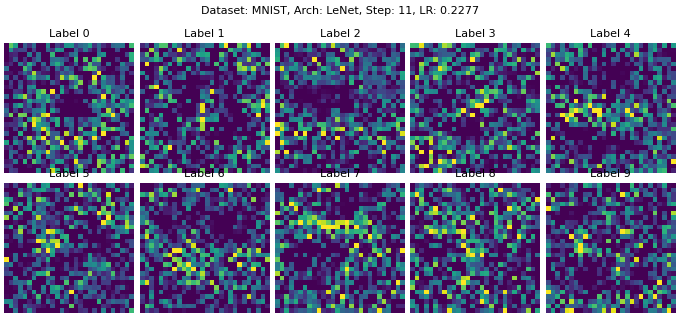 Dataset: MNIST, Arch: LeNet, Step: 11, LR: 0.2277
Label 0 Label 1 Label 2 Label 3 Label 4
Label 5 Label 6 Label 7 Label 8 Label 9